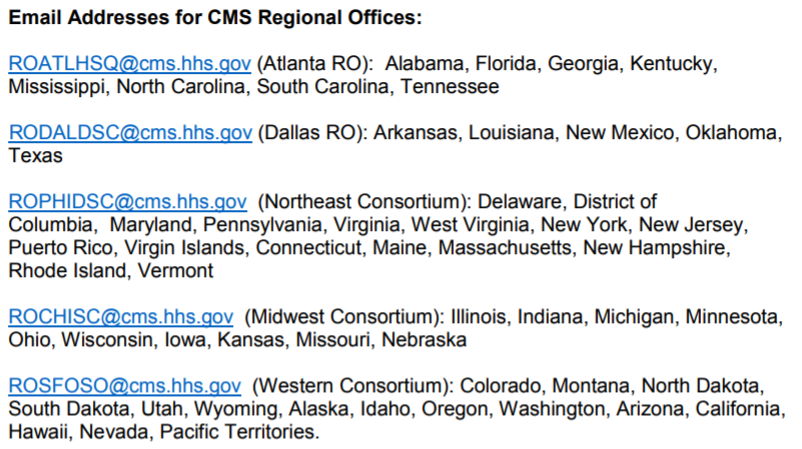 Email Addresses for CMS Regional Offices:
ROATLHSQ@cms.hhs.gov (Atlanta RO):  Alabama, Florida, Georgia, Kentucky,
Mississippi, North Carolina, South Carolina, Tennessee
RODALDSC@cms.hhs.gov (Dallas RO): Arkansas, Louisiana, New Mexico, Oklahoma,
Texas
ROPHIDSC@cms.hhs.gov  (Northeast Consortium): Delaware, District of
Columbia,  Maryland, Pennsylvania, Virginia, West Virginia, New York, New Jersey,
Puerto Rico, Virgin Islands, Connecticut, Maine, Massachusetts, New Hampshire,
Rhode Island, Vermont
ROCHISC@cms.hhs.gov  (Midwest Consortium): Illinois, Indiana, Michigan, Minnesota,
Ohio, Wisconsin, Iowa, Kansas, Missouri, Nebraska
ROSFOSO@cms.hhs.gov  (Western Consortium): Colorado, Montana, North Dakota,
South Dakota, Utah, Wyoming, Alaska, Idaho, Oregon, Washington, Arizona, California,
Hawaii, Nevada, Pacific Territories.